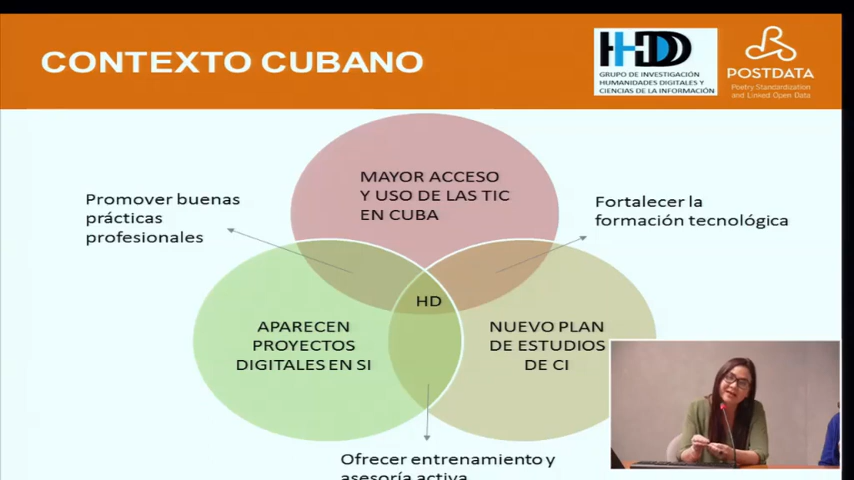 CONTEXTO CUBANO
HHDD
GRUPO DE INVESTIGACIÓN
HUMANIDADES DIGITALES Y
CIENCIAS DE LA INFORMACIÓN
POSTDATA
Poetry Standardization
and Linked Open Data
MAYOR ACCESO
Y USO DE LAS TIC
EN CUBA
Promover buenas
prácticas
profesionales
Fortalecer la
formación tecnológica
HD
APARECEN
PROYECTOS
DIGITALES EN SI
NUEVO PLAN
DE ESTUDIOS
DE CI
Ofrecer entrenamiento y
asesoría activa